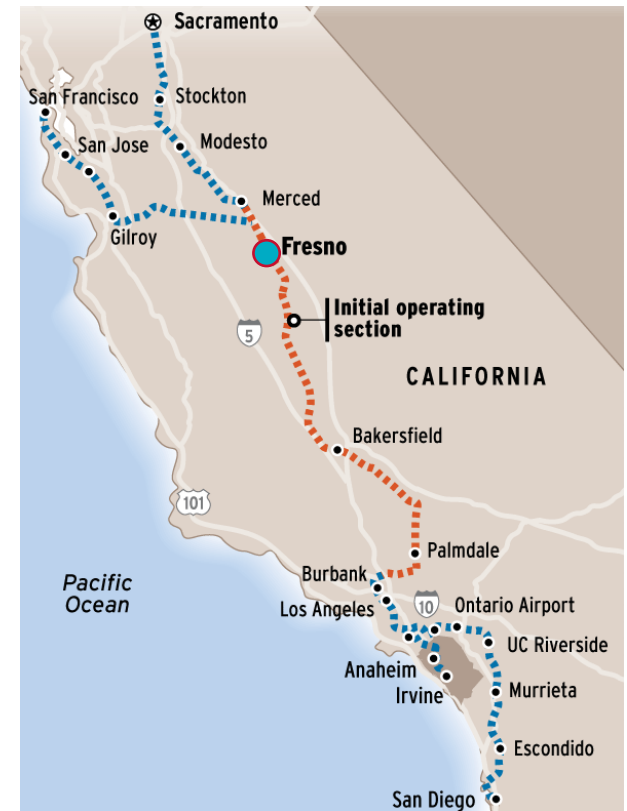 Sacramento
San Francisco
Stockton
San Jose
Modesto
Merced
Gilroy
Fresno
Initial operating
section
5
CALIFORNIA
Bakersfield
101
Palmdale
Burbank
Pacific
Ocean
Los Angeles
10
Ontario Airport
UC Riverside
Anaheim
Irvine
Murrieta
Escondido
San Diego